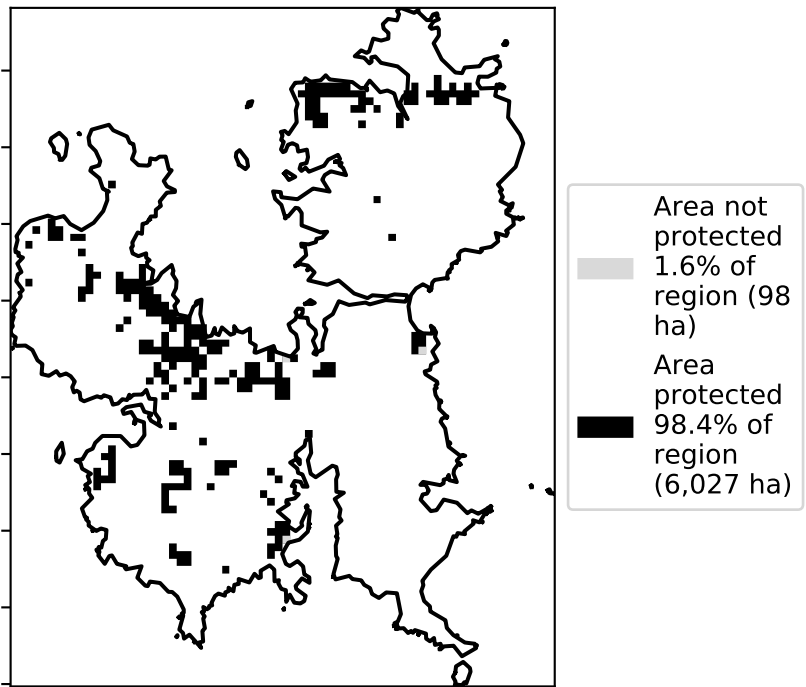 Area not
protected
1.6% of
region (98
ha)
Area
protected
98.4% of
region
(6,027 ha)